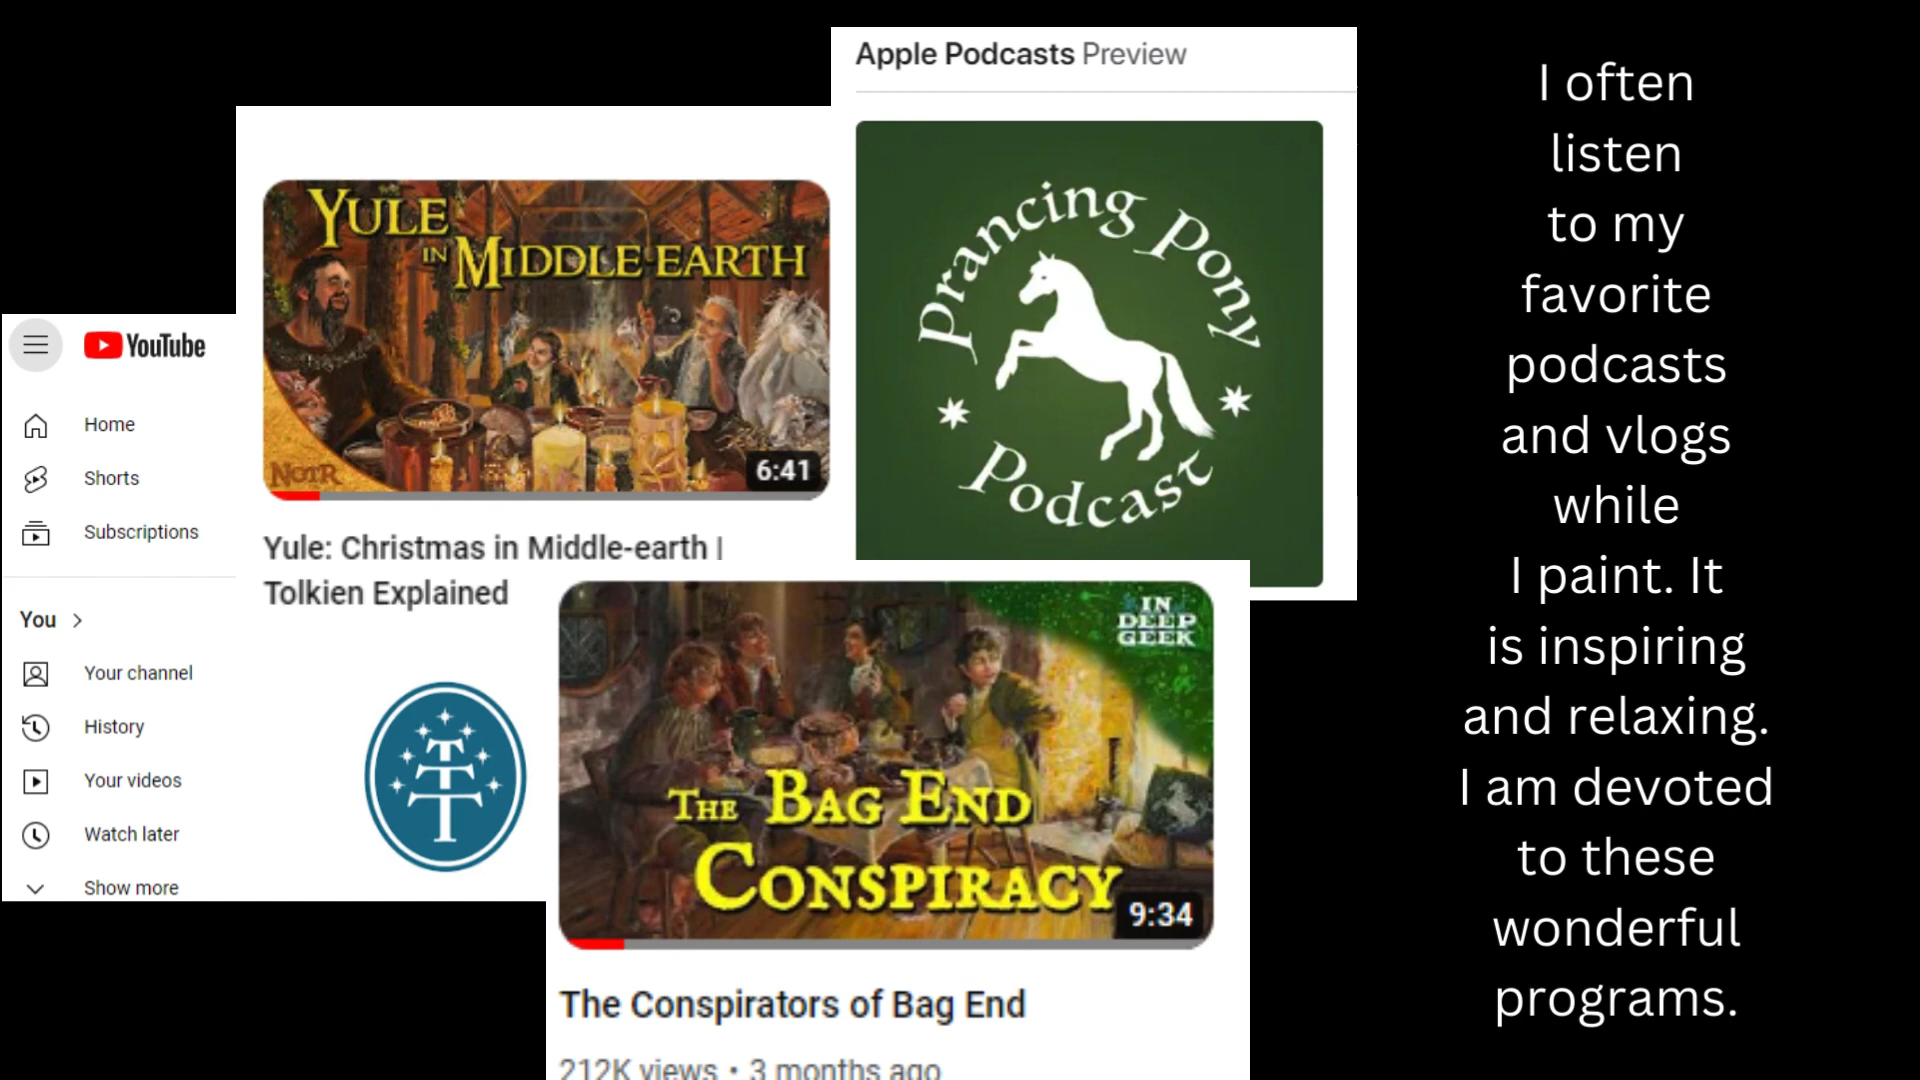 YouTube
Home
Shorts
Subscriptions
You
Your channel
History
Your videos
Watch later
Show more
YULE
IN MIDDLE-EARTH
NOTR
6:41
Yule: Christmas in Middle-earth |
Tolkien Explained
Apple Podcasts Preview
Prancing Pony
Podcast
IN
DEEP
GEEK
THE BAG END
CONSPIRACY
9:34
The Conspirators of Bag End
212K views • 3 months ago
I often
listen
to my
favorite
podcasts
and vlogs
while
I paint. It
is inspiring
and relaxing.
I am devoted
to these
wonderful
programs.